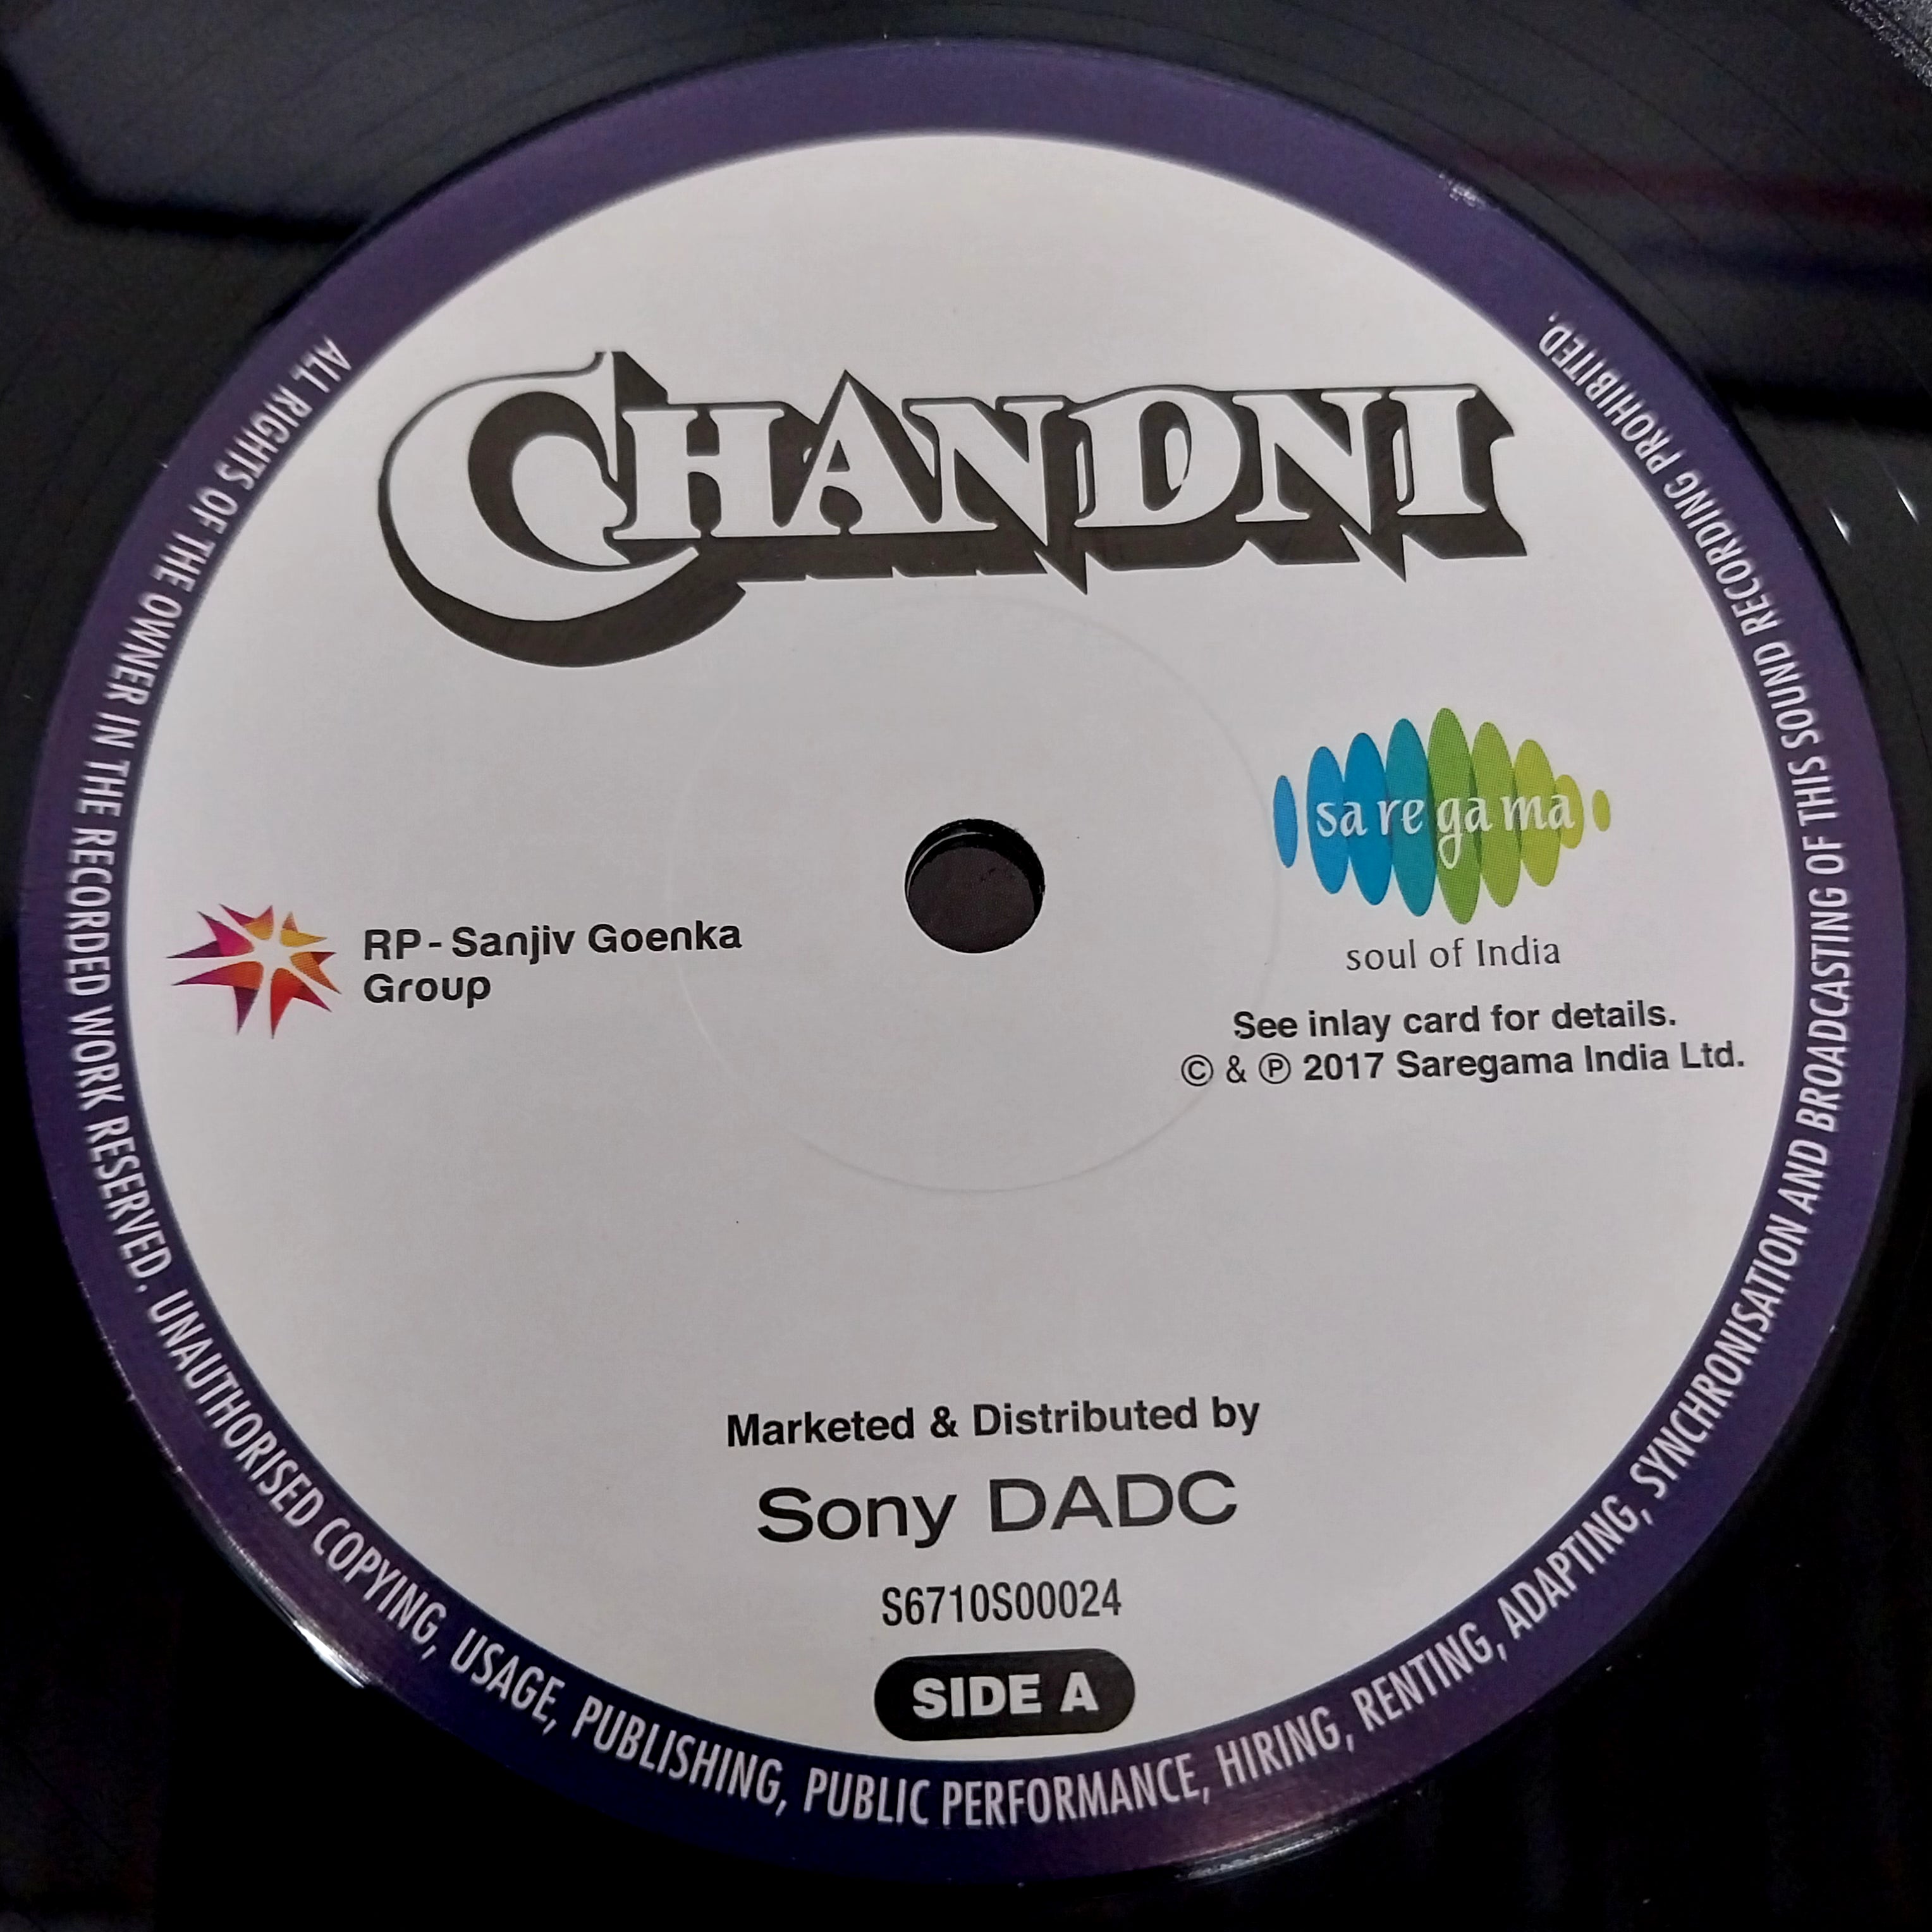 CHANDNI
sa re ga ma
soul of India
RP-Sanjiv Goenka
Group
See inlay card for details.
© & ℗ 2017 Saregama India Ltd.
Marketed & Distributed by
Sony DADC
S6710S00024
SIDE A
ALL RIGHTS OF THE OWNER IN THE RECORDED WORK RESERVED. UNAUTHORISED COPYING, USAGE, PUBLISHING, PUBLIC PERFORMANCE, HIRING, RENTING, ADAPTING, SYNCHRONISATION AND BROADCASTING OF THIS SOUND RECORDING PROHIBITED.